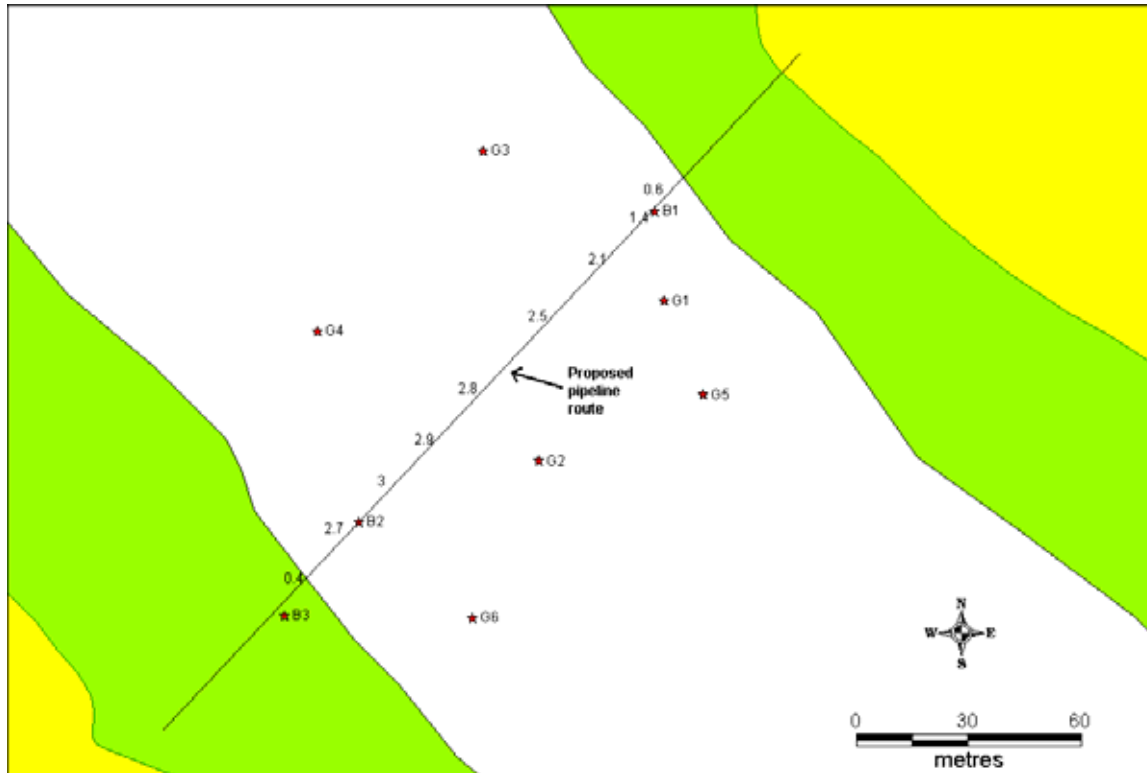 G3
0.6
B1
1.4
2.1
G1
2.5
G4
Proposed
pipeline
route
2.8
G5
2.9
G2
3
B2
2.7
0.4
B3
G6
N
W E
S
0 30 60
metres